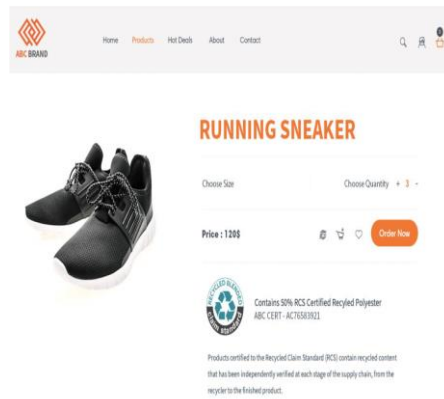 ABC BRAND
Home Products Hot Deals About Contact
0
RUNNING SNEAKER
Choose Size
Choose Quantity + 3 -
Price : 120$
Order Now
RECYCLED BLENDED
claim standard
Contains 50% RCS Certified Recyled Polyester
ABC CERT - ACT6583921
Products certified to the Recycled Claim Standard (RCS) contain recycled content
that has been independently verified at each stage of the supply chain, from the
recycler to the finished product.